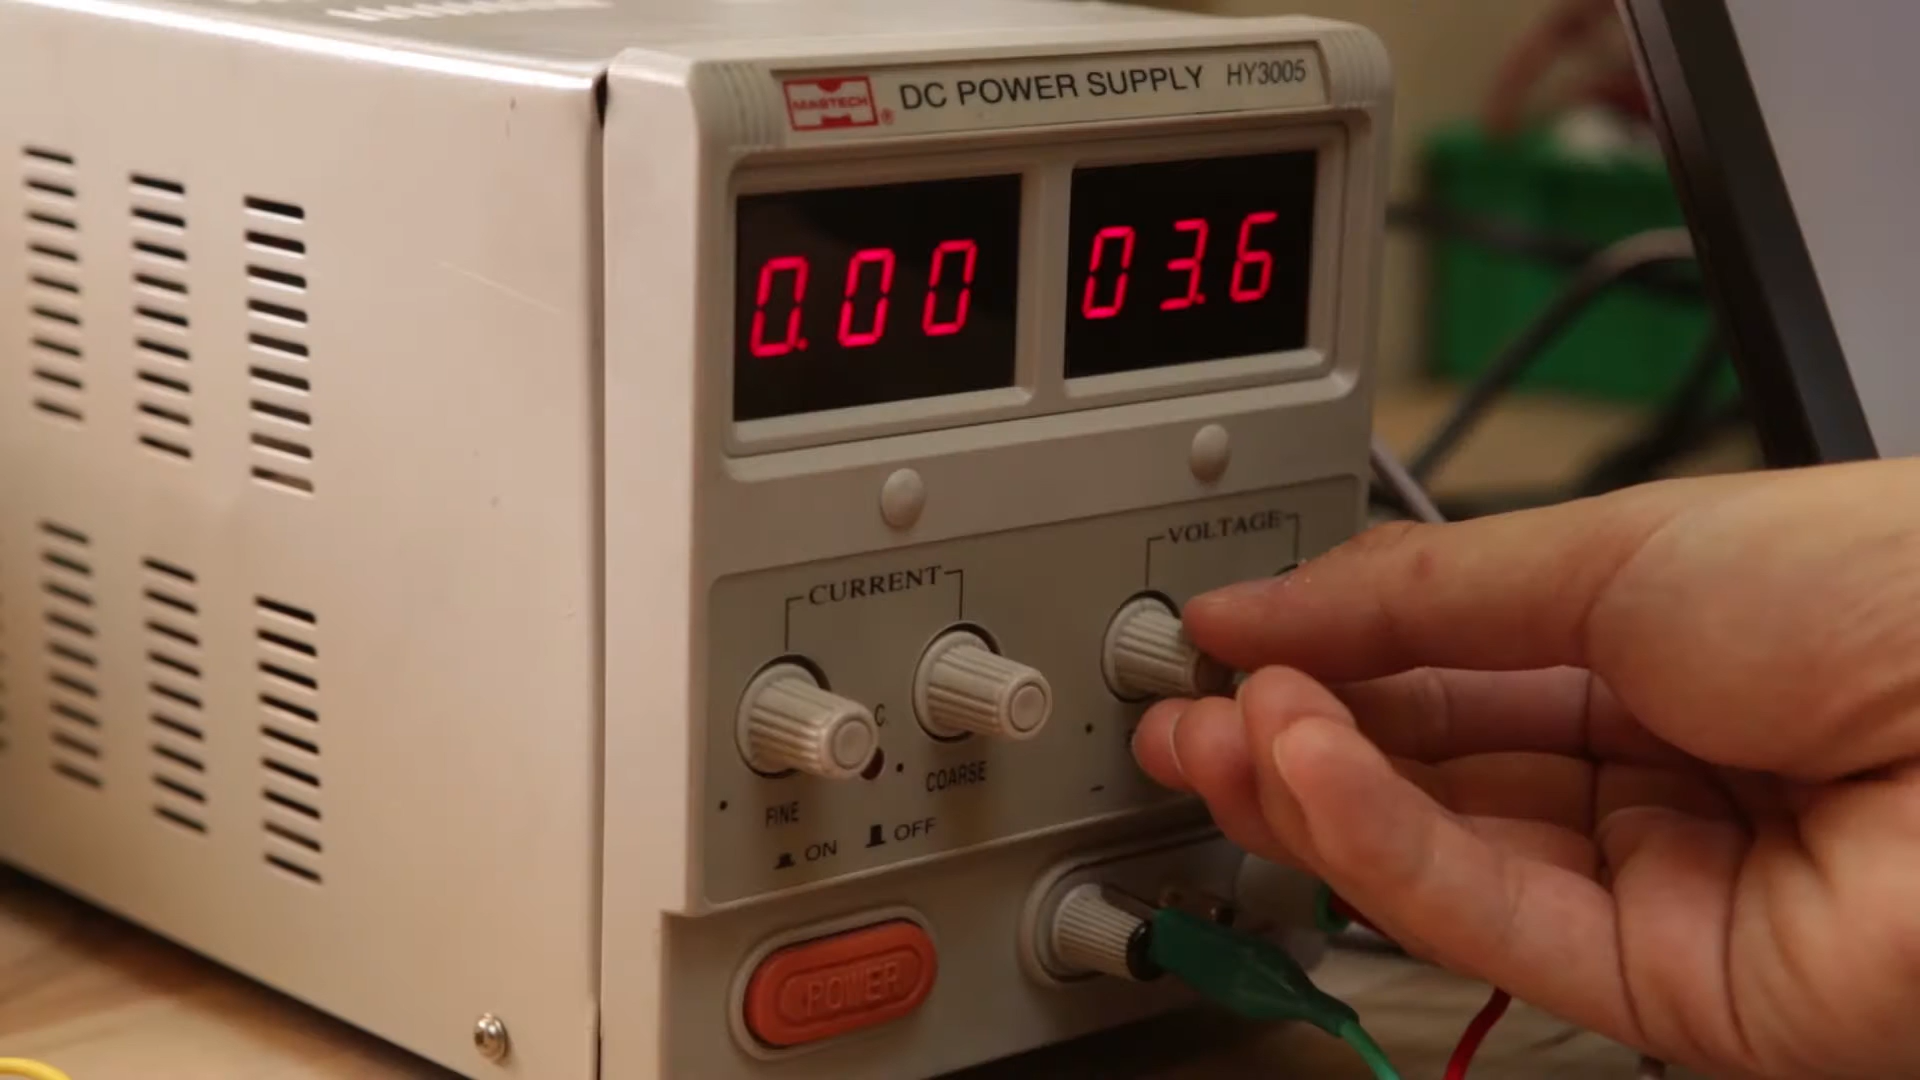 MASTECH ® DC POWER SUPPLY HY3005
0.00 03.6
VOLTAGE
CURRENT
C
FINE COARSE
ON OFF
POWER